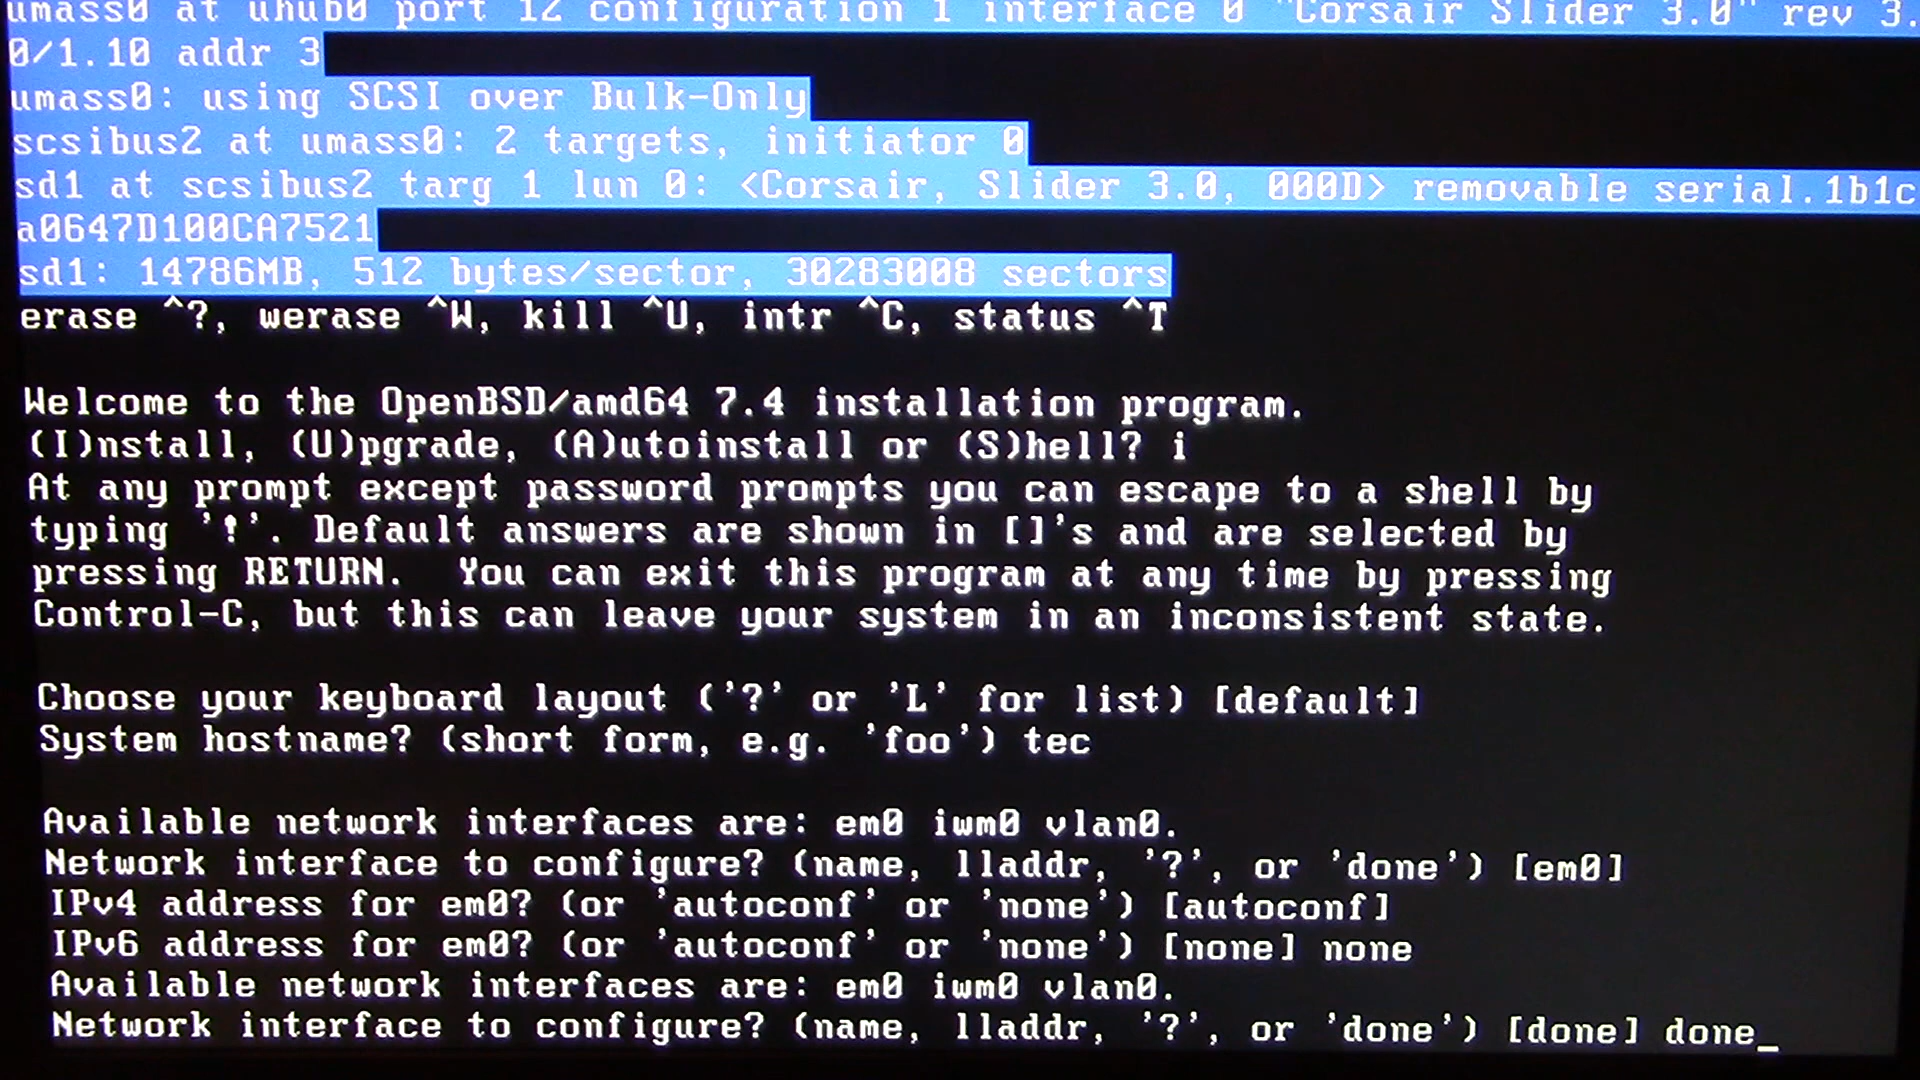 umass0 at uhub0 port 12 configuration 1 interface 0 "Corsair Slider 3.0" rev 3.
0/1.10 addr 3
umass0: using SCSI over Bulk-Only
scsibus2 at umass0: 2 targets, initiator 0
sd1 at scsibus2 targ 1 lun 0: <Corsair, Slider 3.0, 000D> removable serial.1b1c
a0647D100CA7521
sd1: 14786MB, 512 bytes/sector, 30283008 sectors
erase ^?, werase ^W, kill ^U, intr ^C, status ^T
Welcome to the OpenBSD/amd64 7.4 installation program.
(I)nstall, (U)pgrade, (A)utoinstall or (S)hell? i
At any prompt except password prompts you can escape to a shell by
typing '!'. Default answers are shown in []'s and are selected by
pressing RETURN.  You can exit this program at any time by pressing
Control-C, but this can leave your system in an inconsistent state.
Choose your keyboard layout ('?' or 'L' for list) [default]
System hostname? (short form, e.g. 'foo') tec
Available network interfaces are: em0 iwm0 vlan0.
Network interface to configure? (name, lladdr, '?', or 'done') [em0]
IPv4 address for em0? (or 'autoconf' or 'none') [autoconf]
IPv6 address for em0? (or 'autoconf' or 'none') [none] none
Available network interfaces are: em0 iwm0 vlan0.
Network interface to configure? (name, lladdr, '?', or 'done') [done] done_